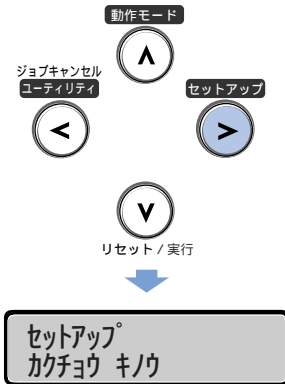 動作モード
ジョブキャンセル
ユーティリティ
セットアップ
リセット / 実行
セットアップ
カクチョウ キノウ